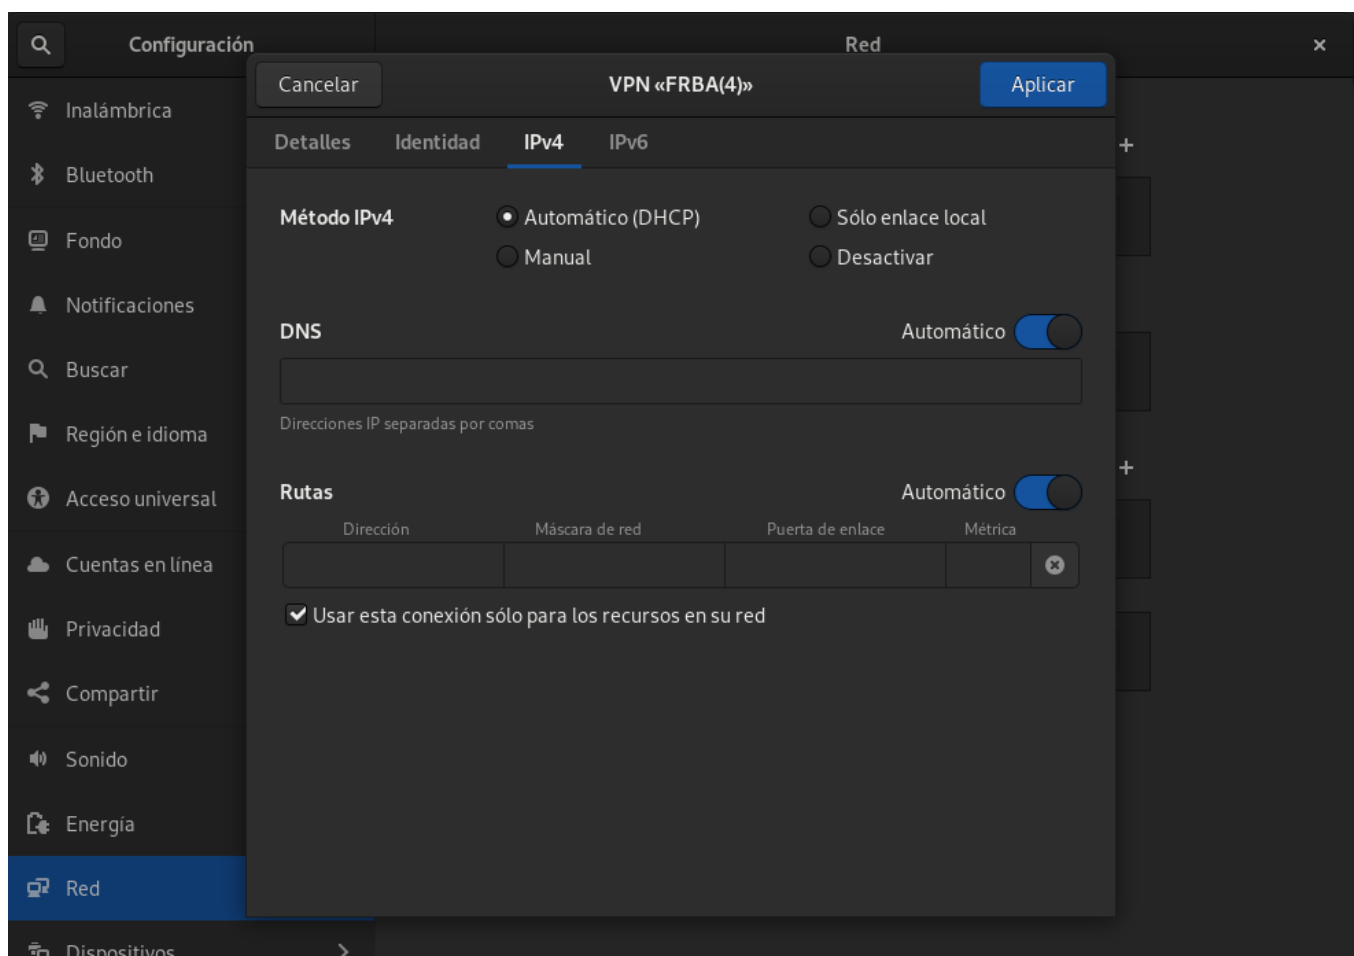 Configuración
Red
Cancelar
VPN «FRBA(4)»
Aplicar
Inalámbrica
Bluetooth
Fondo
Notificaciones
Buscar
Región e idioma
Acceso universal
Cuentas en línea
Privacidad
Compartir
Sonido
Energía
Red
Dispositivos
Detalles
Identidad
IPv4
IPv6
Método IPv4
Automático (DHCP)
Sólo enlace local
Manual
Desactivar
DNS
Automático
Direcciones IP separadas por comas
Rutas
Automático
Dirección
Máscara de red
Puerta de enlace
Métrica
Usar esta conexión sólo para los recursos en su red